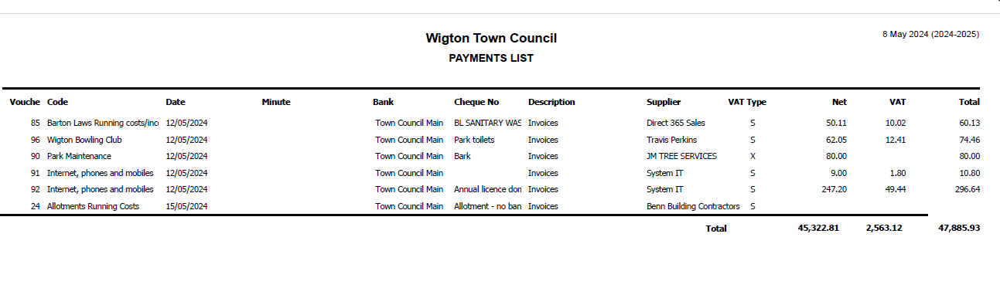 8 May 2024 (2024-2025)
Wigton Town Council
PAYMENTS LIST
Vouche Code Date Minute Bank Cheque No Description Supplier VAT Type Net VAT Total
85 Barton Laws Running costs/inc 12/05/2024 Town Council Main BL SANITARY WAS Invoices Direct 365 Sales S 50.11 10.02 60.13
96 Wigton Bowling Club 12/05/2024 Town Council Main Park toilets Invoices Travis Perkins S 62.05 12.41 74.46
90 Park Maintenance 12/05/2024 Town Council Main Bark Invoices JM TREE SERVICES X 80.00 80.00
91 Internet, phones and mobiles 12/05/2024 Town Council Main Invoices System IT S 9.00 1.80 10.80
92 Internet, phones and mobiles 12/05/2024 Town Council Main Annual licence don Invoices System IT S 247.20 49.44 296.64
24 Allotments Running Costs 15/05/2024 Town Council Main Allotment - no ban Invoices Benn Building Contractors S
Total 45,322.81 2,563.12 47,885.93